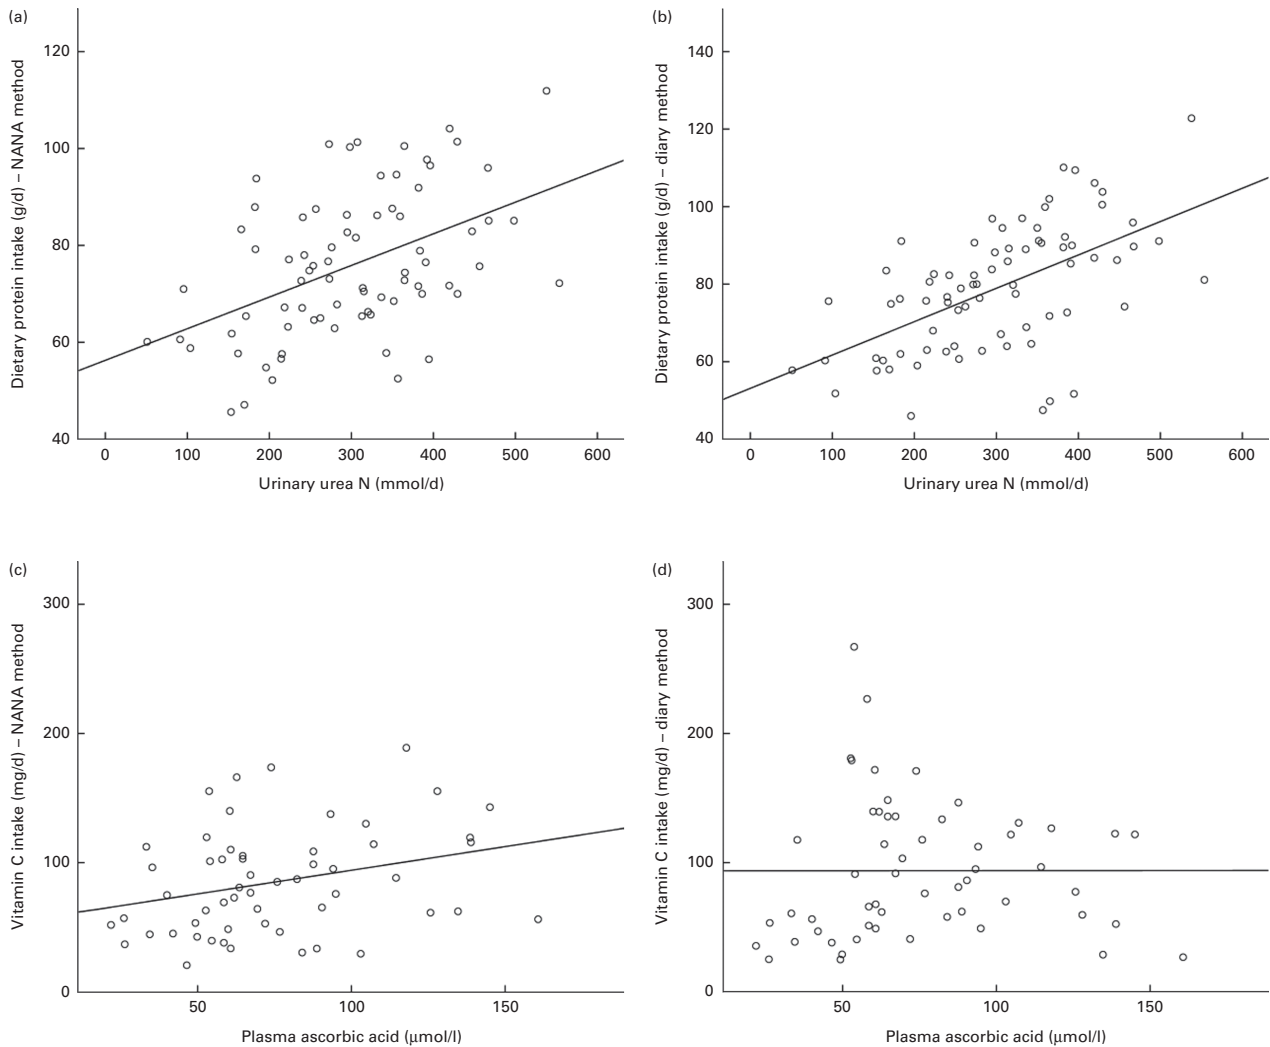 (a)
120
100
80
60
40
Dietary protein intake (g/d) – NANA method
0 100 200 300 400 500 600
Urinary urea N (mmol/d)
(b)
140
120
100
80
60
40
Dietary protein intake (g/d) – diary method
0 100 200 300 400 500 600
Urinary urea N (mmol/d)
(c)
300
200
100
0
Vitamin C intake (mg/d) – NANA method
50 100 150
Plasma ascorbic acid (μmol/l)
(d)
300
200
100
0
Vitamin C intake (mg/d) – diary method
50 100 150
Plasma ascorbic acid (μmol/l)